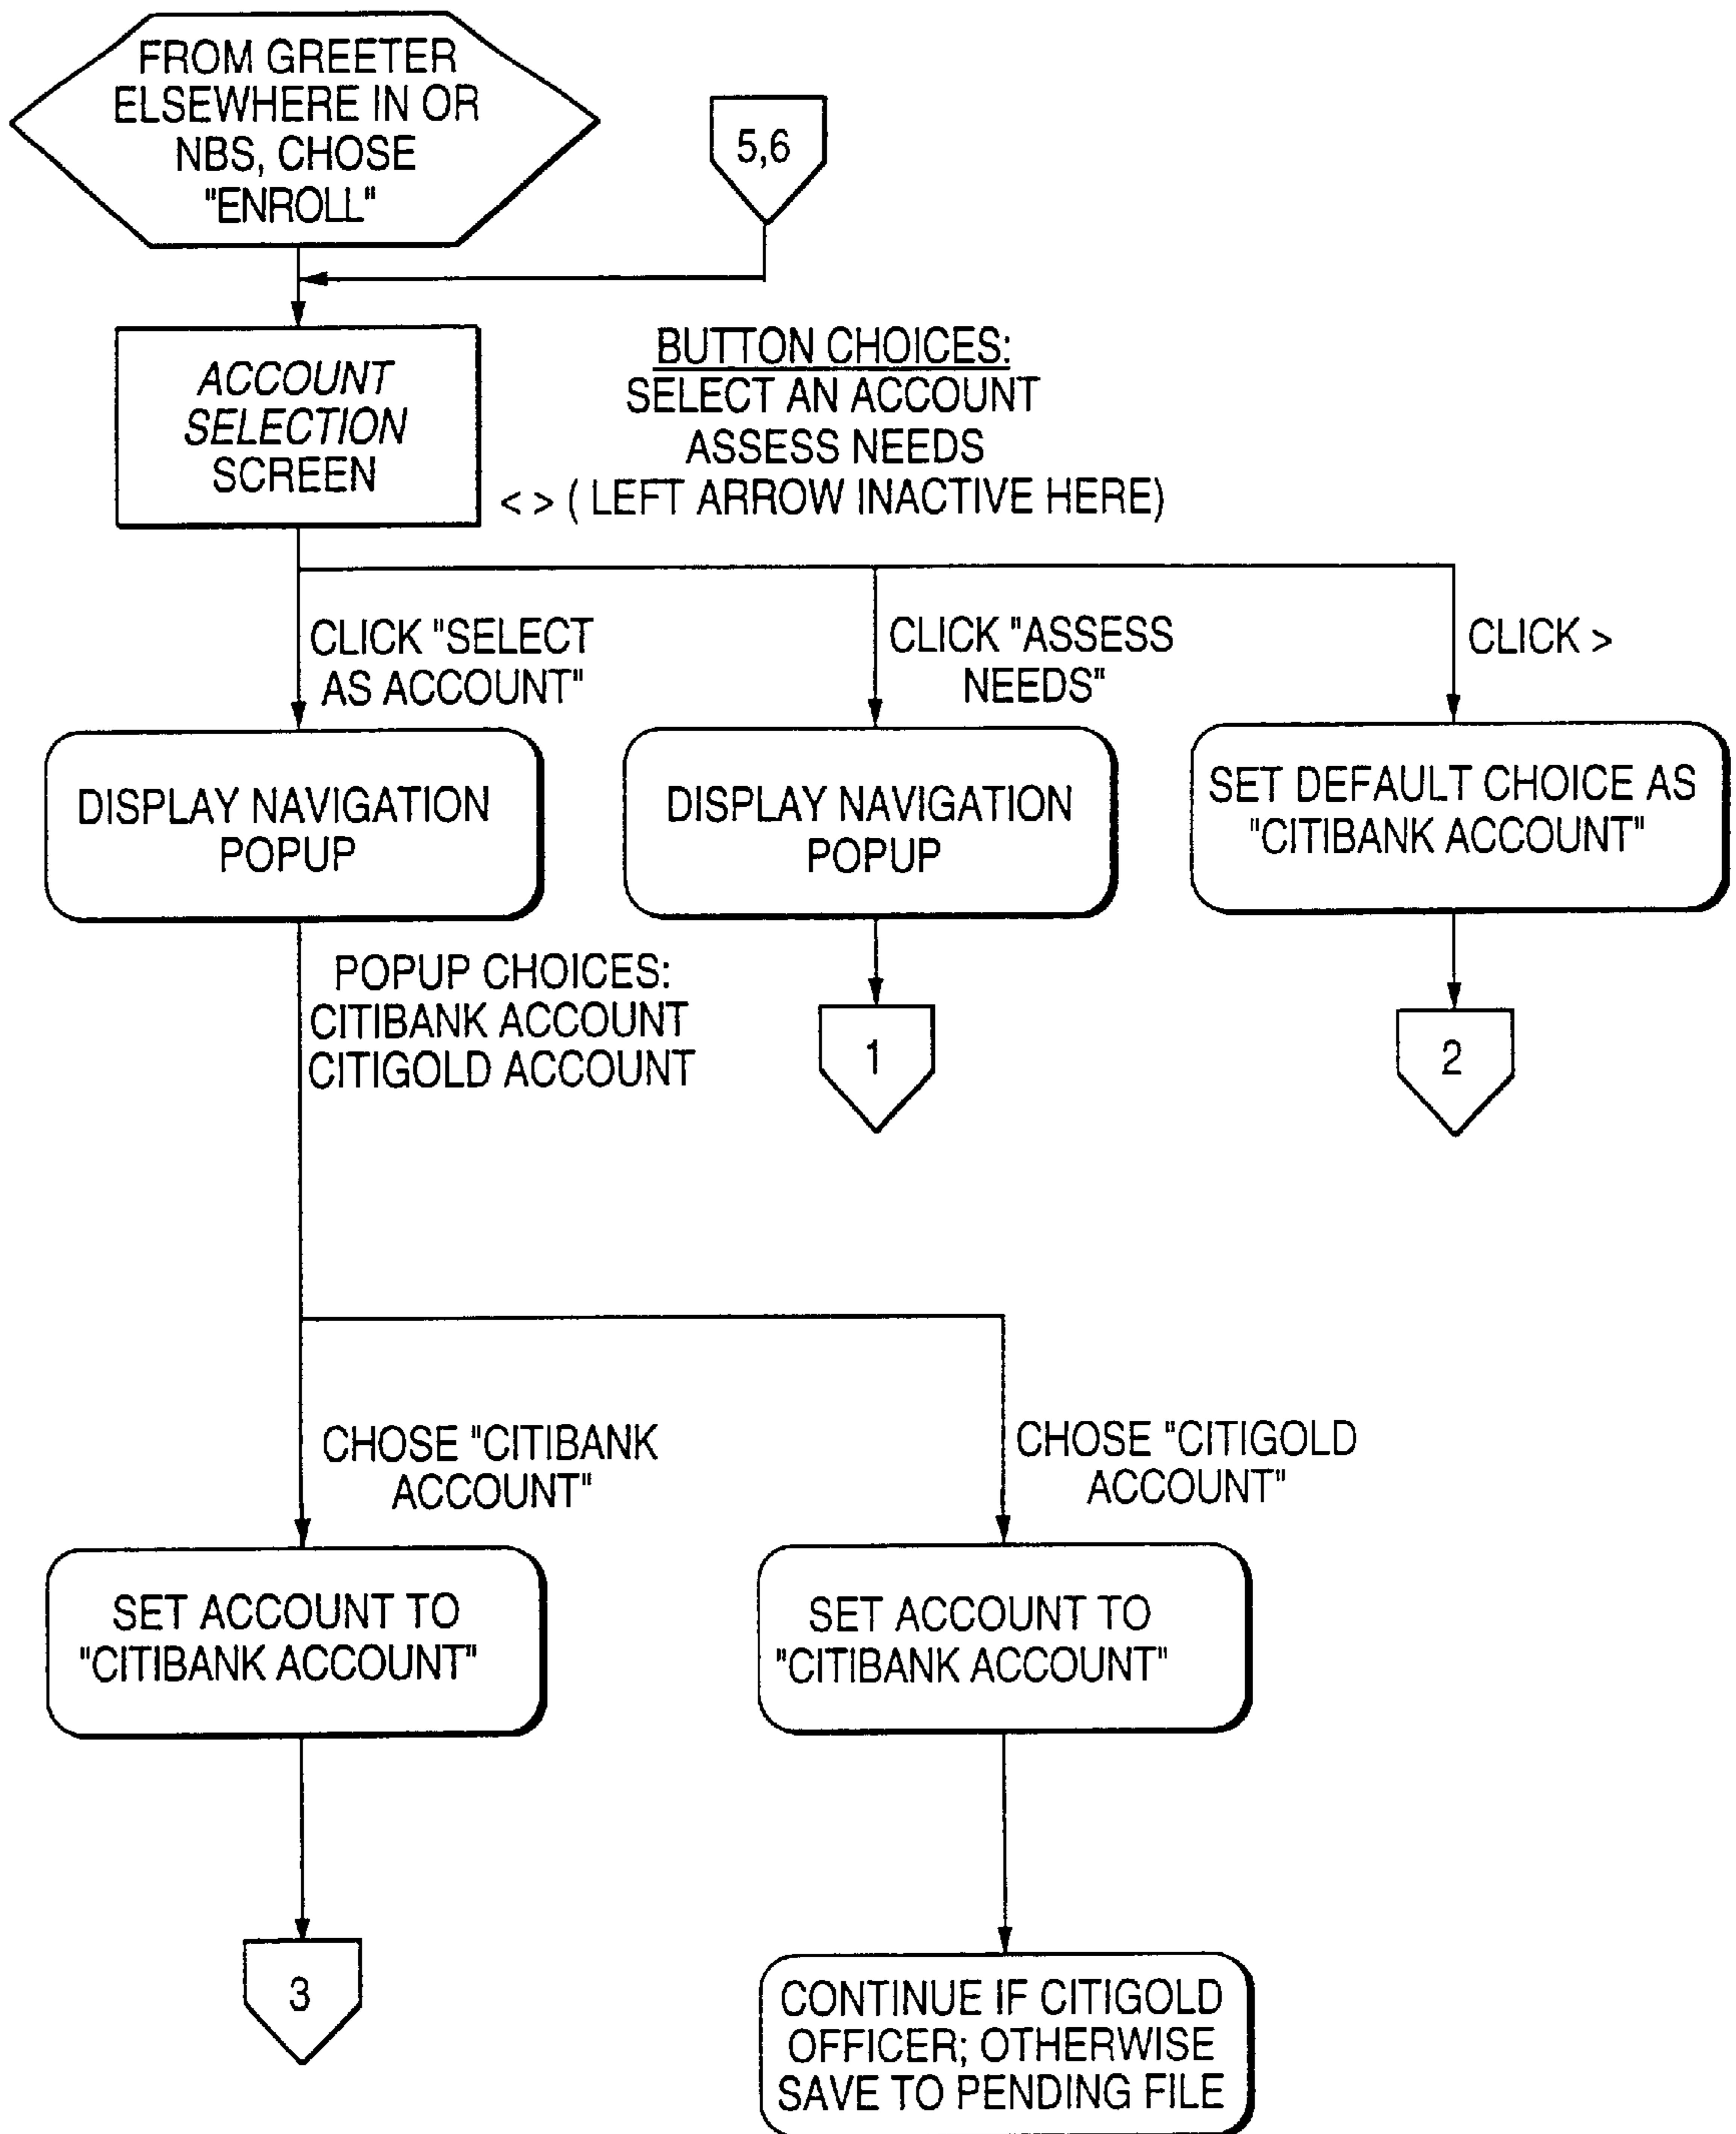 FROM GREETER
ELSEWHERE IN OR
NBS, CHOSE
"ENROLL"
5,6
ACCOUNT
SELECTION
SCREEN
BUTTON CHOICES:
SELECT AN ACCOUNT
ASSESS NEEDS
< > ( LEFT ARROW INACTIVE HERE)
CLICK "SELECT
AS ACCOUNT"
CLICK "ASSESS
NEEDS"
CLICK >
DISPLAY NAVIGATION
POPUP
DISPLAY NAVIGATION
POPUP
SET DEFAULT CHOICE AS
"CITIBANK ACCOUNT"
POPUP CHOICES:
CITIBANK ACCOUNT
CITIGOLD ACCOUNT
1
2
CHOSE "CITIBANK
ACCOUNT"
CHOSE "CITIGOLD
ACCOUNT"
SET ACCOUNT TO
"CITIBANK ACCOUNT"
SET ACCOUNT TO
"CITIBANK ACCOUNT"
3
CONTINUE IF CITIGOLD
OFFICER; OTHERWISE
SAVE TO PENDING FILE